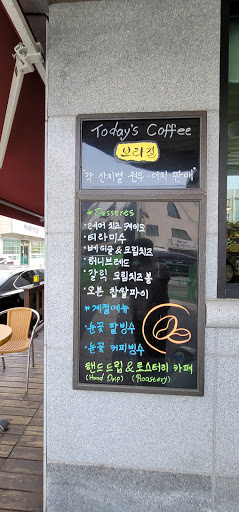 Today's Coffee
브라질
"각 산지별 원두·더치 판매"
* Desserts
·레어 치즈 케이크
·티라미수
·베이글&크림치즈
·허니브레드
·갈릭 크림치즈 볼
·오븐 찹쌀파이
*계절메뉴
·눈꽃 팥빙수
·눈꽃 커피빙수
핸드드립 & 로스터리 카페
(Hand Drip) (Roastery)